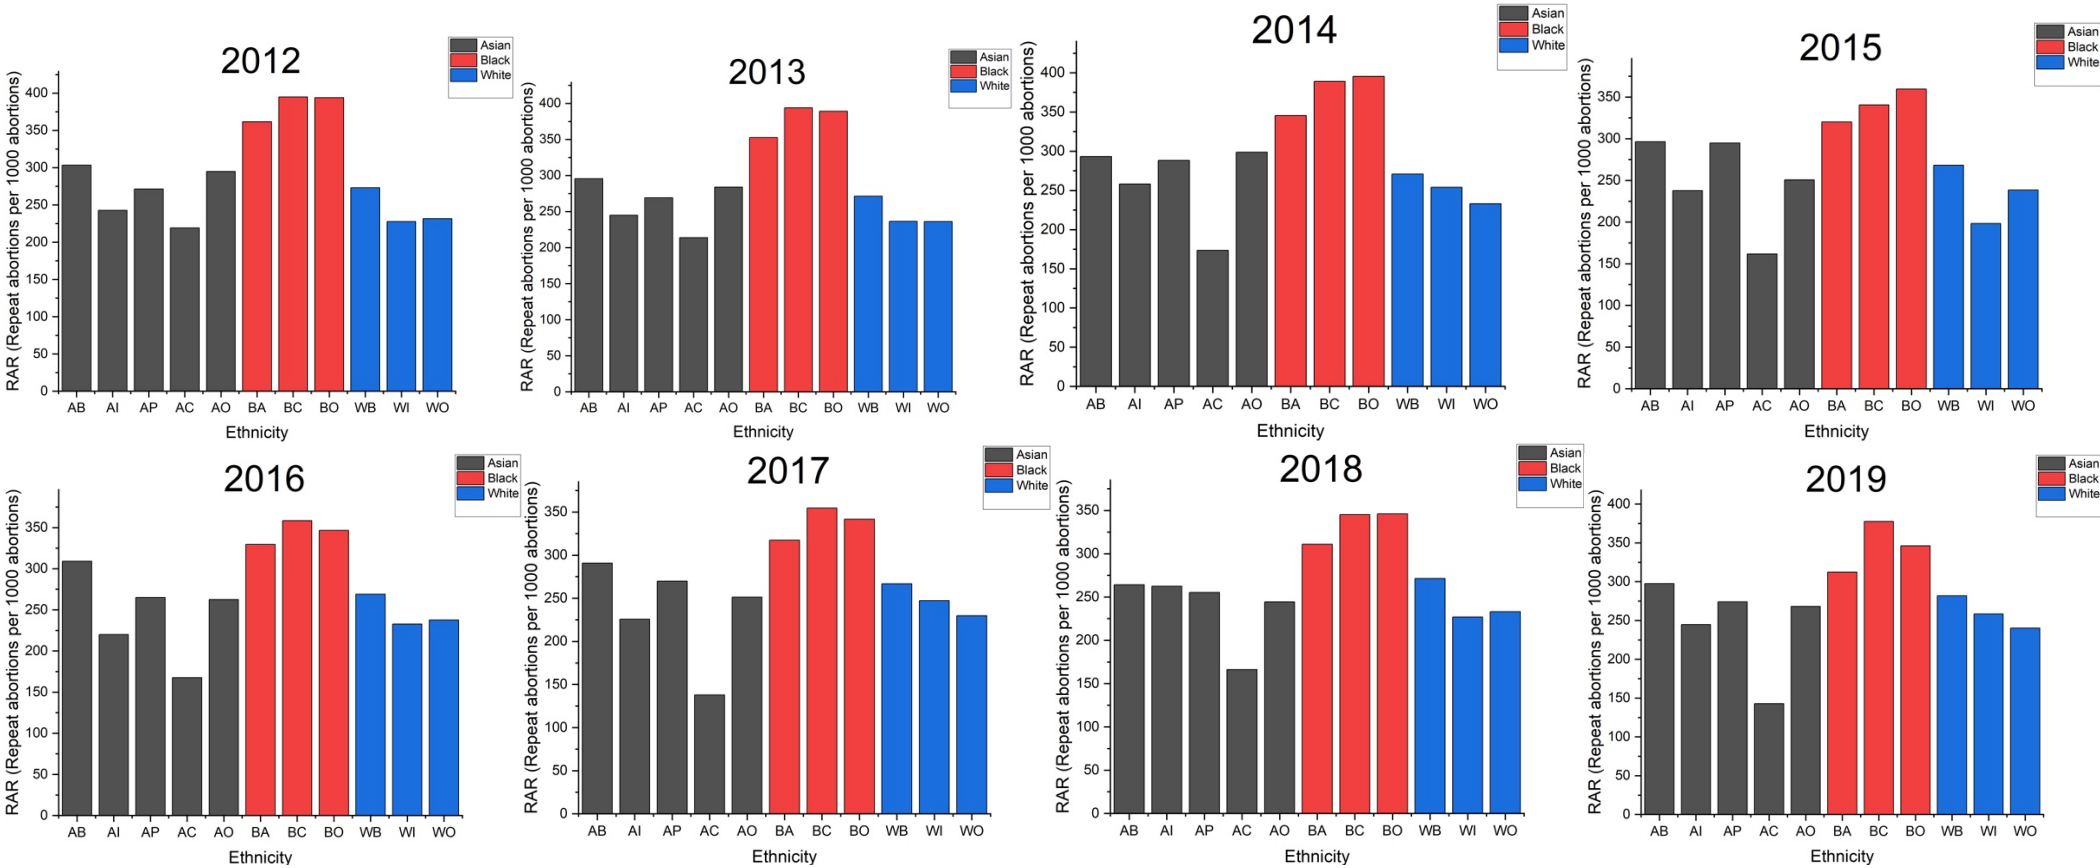 2012
Asian
Black
White
RAR (Repeat abortions per 1000 abortions)
400
350
300
250
200
150
100
50
0
AB AI AP AC AO BA BC BO WB WI WO
Ethnicity
2013
Asian
Black
White
RAR (Repeat abortions per 1000 abortions)
400
350
300
250
200
150
100
50
0
AB AI AP AC AO BA BC BO WB WI WO
Ethnicity
2014
Asian
Black
White
RAR (Repeat abortions per 1000 abortions)
400
350
300
250
200
150
100
50
0
AB AI AP AC AO BA BC BO WB WI WO
Ethnicity
2015
Asian
Black
White
RAR (Repeat abortions per 1000 abortions)
350
300
250
200
150
100
50
0
AB AI AP AC AO BA BC BO WB WI WO
Ethnicity
2016
Asian
Black
White
RAR (Repeat abortions per 1000 abortions)
350
300
250
200
150
100
50
0
AB AI AP AC AO BA BC BO WB WI WO
Ethnicity
2017
Asian
Black
White
RAR (Repeat abortions per 1000 abortions)
350
300
250
200
150
100
50
0
AB AI AP AC AO BA BC BO WB WI WO
Ethnicity
2018
Asian
Black
White
RAR (Repeat abortions per 1000 abortions)
350
300
250
200
150
100
50
0
AB AI AP AC AO BA BC BO WB WI WO
Ethnicity
2019
Asian
Black
White
RAR (Repeat abortions per 1000 abortions)
400
350
300
250
200
150
100
50
0
AB AI AP AC AO BA BC BO WB WI WO
Ethnicity